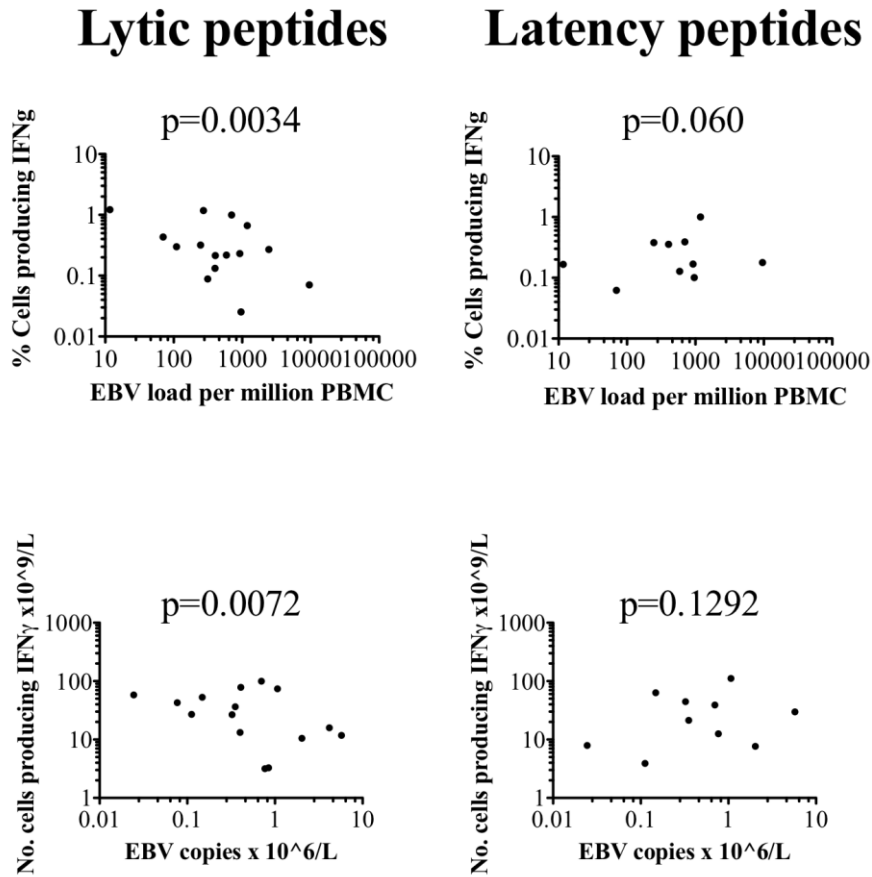 Lytic peptides
Latency peptides
p=0.0034
% Cells producing IFNg
10
1
0.1
0.01
10
100
1000
10000
100000
EBV load per million PBMC
p=0.060
% Cells producing IFNg
10
1
0.1
0.01
10
100
1000
10000
100000
EBV load per million PBMC
p=0.0072
No. cells producing IFNγ x10^9/L
1000
100
10
1
0.01
0.1
1
10
EBV copies x 10^6/L
p=0.1292
No. cells producing IFNγ x10^9/L
1000
100
10
1
0.01
0.1
1
10
EBV copies x 10^6/L